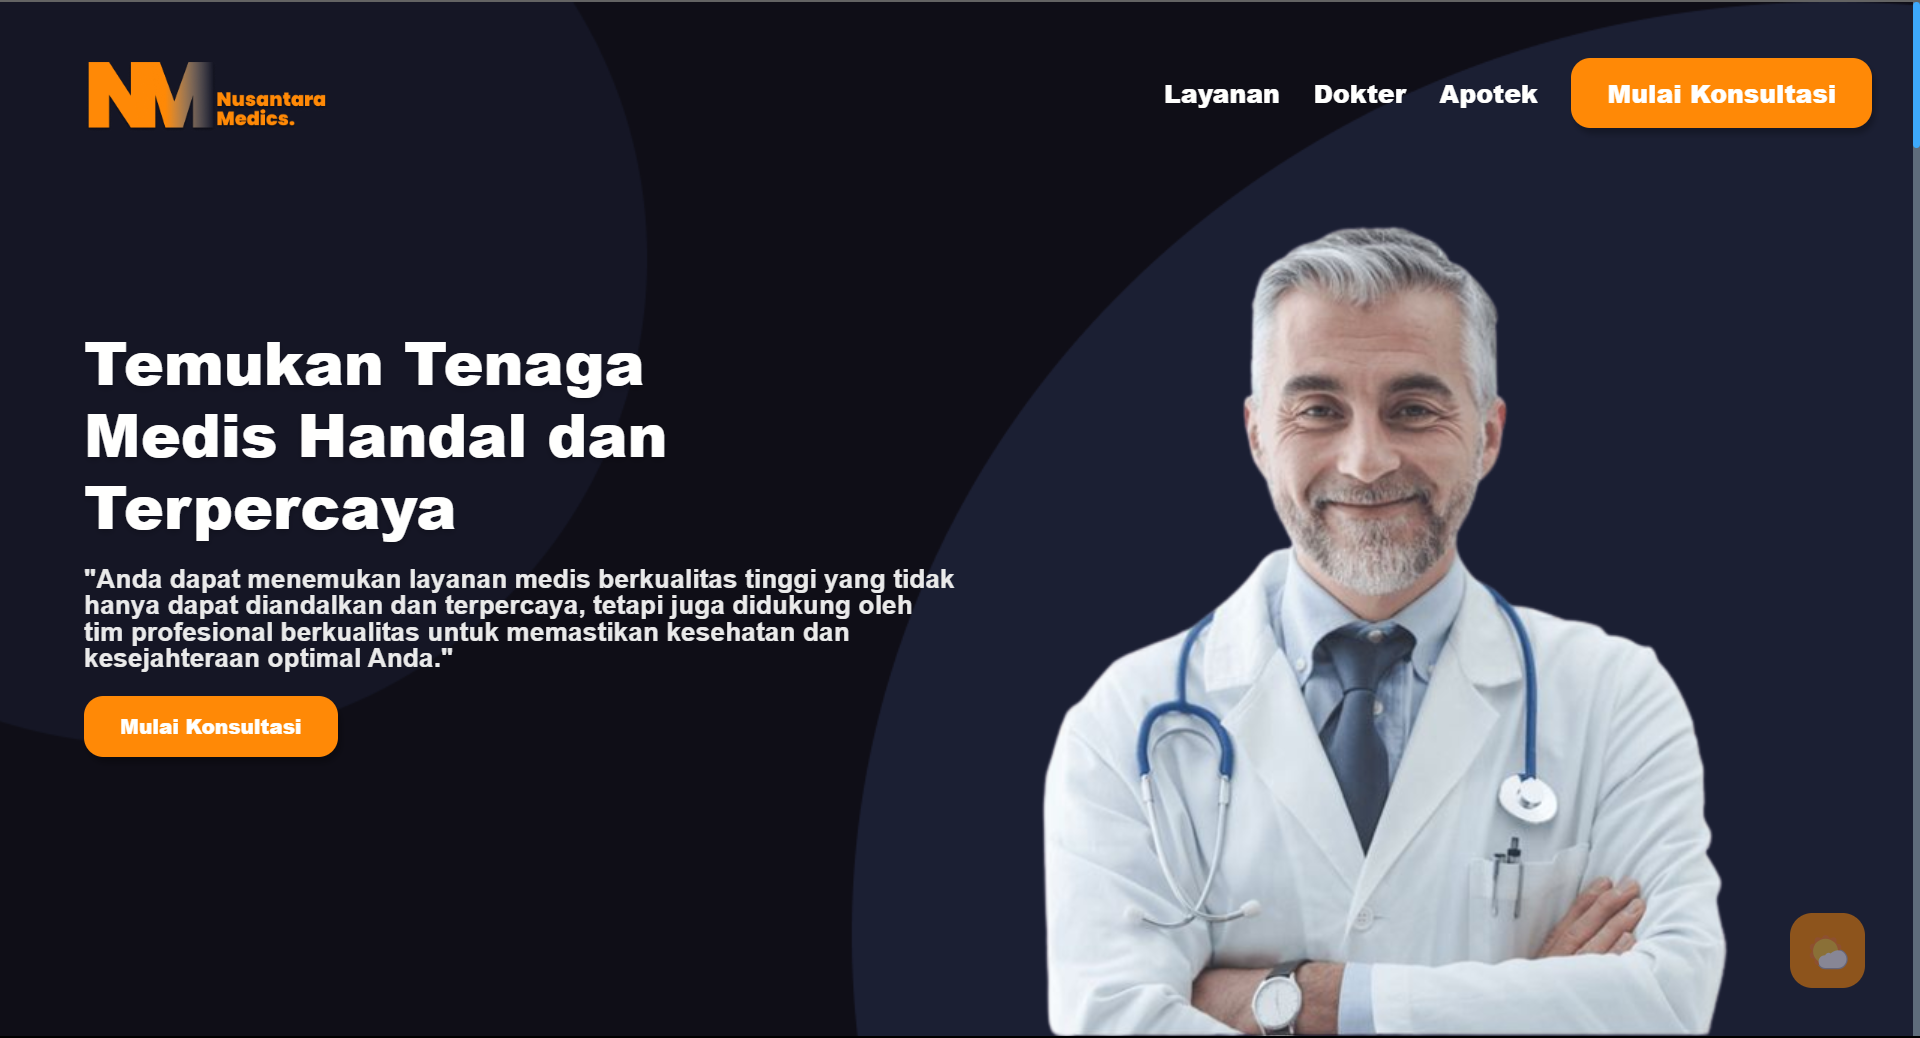 NM Nusantara
Medics.
Layanan Dokter Apotek Mulai Konsultasi
Temukan Tenaga
Medis Handal dan
Terpercaya
"Anda dapat menemukan layanan medis berkualitas tinggi yang tidak
hanya dapat diandalkan dan terpercaya, tetapi juga didukung oleh
tim profesional berkualitas untuk memastikan kesehatan dan
kesejahteraan optimal Anda."
Mulai Konsultasi